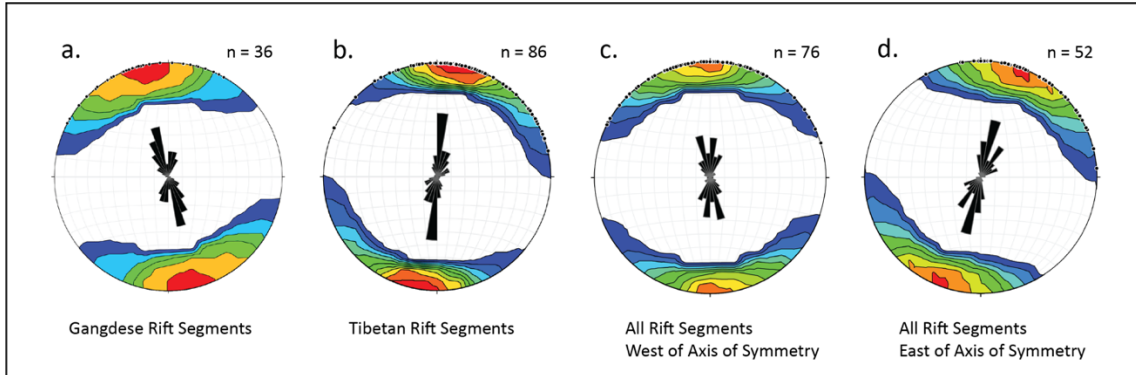 a.
n = 36
b.
n = 86
c.
n = 76
d.
n = 52
Gangdese Rift Segments
Tibetan Rift Segments
All Rift Segments
West of Axis of Symmetry
All Rift Segments
East of Axis of Symmetry